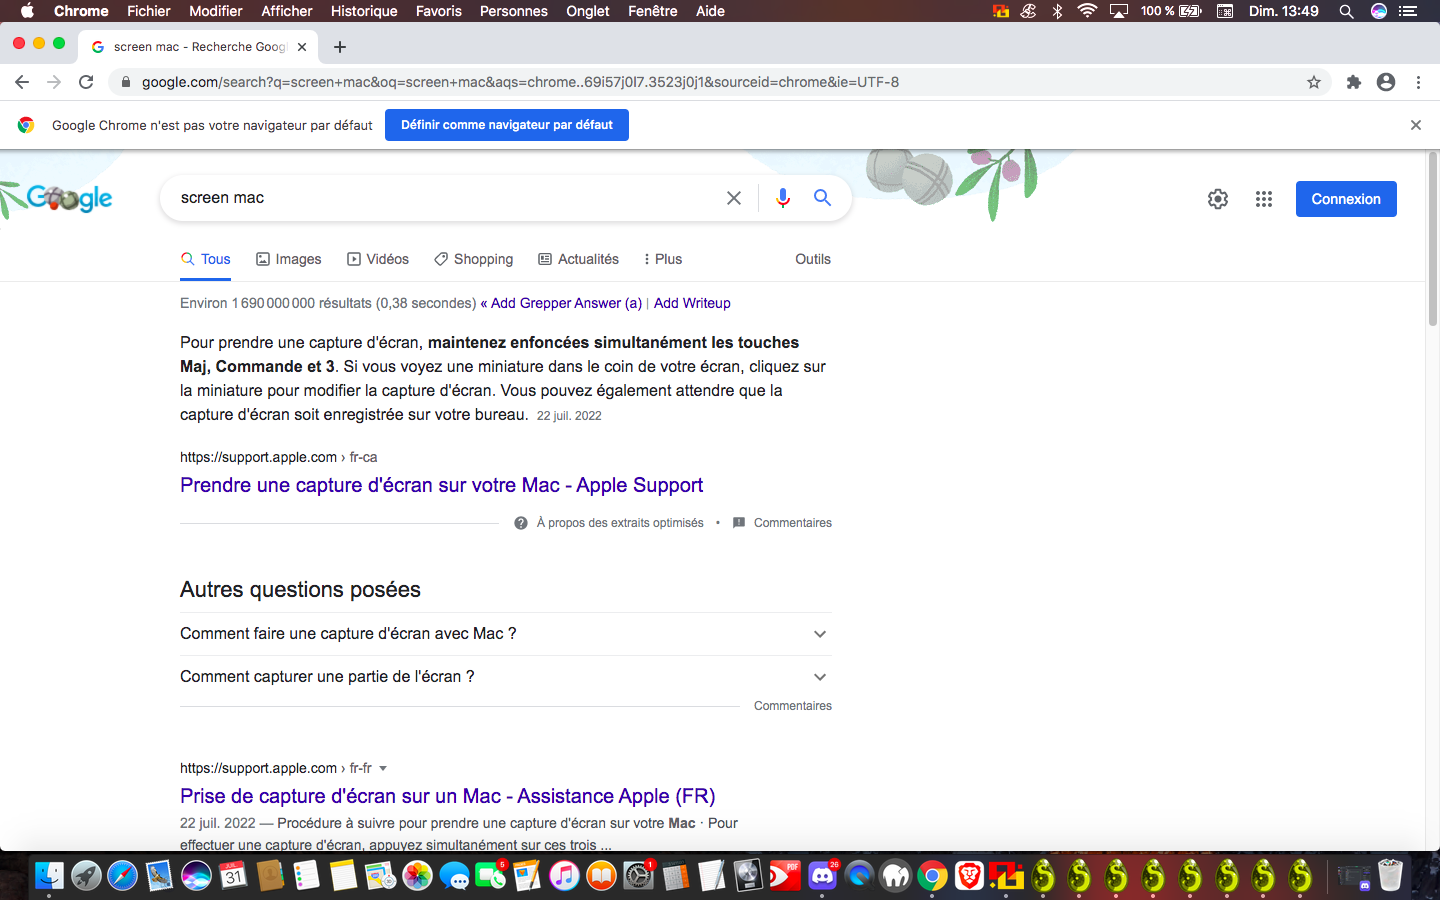 Chrome Fichier Modifier Afficher Historique Favoris Personnes Onglet Fenêtre Aide 100 % Dim. 13:49
screen mac - Recherche Goog
google.com/search?q=screen+mac&oq=screen+mac&aqs=chrome..69i57j0l7.3523j0j1&sourceid=chrome&ie=UTF-8
Google Chrome n'est pas votre navigateur par défaut Définir comme navigateur par défaut
Google screen mac Connexion
Tous Images Vidéos Shopping Actualités Plus Outils
Environ 1 690 000 000 résultats (0,38 secondes) « Add Grepper Answer (a) | Add Writeup
Pour prendre une capture d'écran, maintenez enfoncées simultanément les touches
Maj, Commande et 3. Si vous voyez une miniature dans le coin de votre écran, cliquez sur
la miniature pour modifier la capture d'écran. Vous pouvez également attendre que la
capture d'écran soit enregistrée sur votre bureau. 22 juil. 2022
https://support.apple.com › fr-ca
Prendre une capture d'écran sur votre Mac - Apple Support
À propos des extraits optimisés • Commentaires
Autres questions posées
Comment faire une capture d'écran avec Mac ?
Comment capturer une partie de l'écran ?
Commentaires
https://support.apple.com › fr-fr
Prise de capture d'écran sur un Mac - Assistance Apple (FR)
22 juil. 2022 — Procédure à suivre pour prendre une capture d'écran sur votre Mac · Pour
effectuer une capture d'écran, appuyez simultanément sur ces trois ...
JUIL 31 5 1 PDF 26